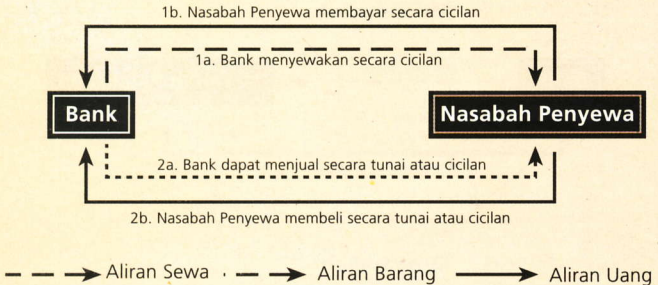 1b. Nasabah Penyewa membayar secara cicilan
1a. Bank menyewakan secara cicilan
Bank
Nasabah Penyewa
2a. Bank dapat menjual secara tunai atau cicilan
2b. Nasabah Penyewa membeli secara tunai atau cicilan
Aliran Sewa Aliran Barang Aliran Uang